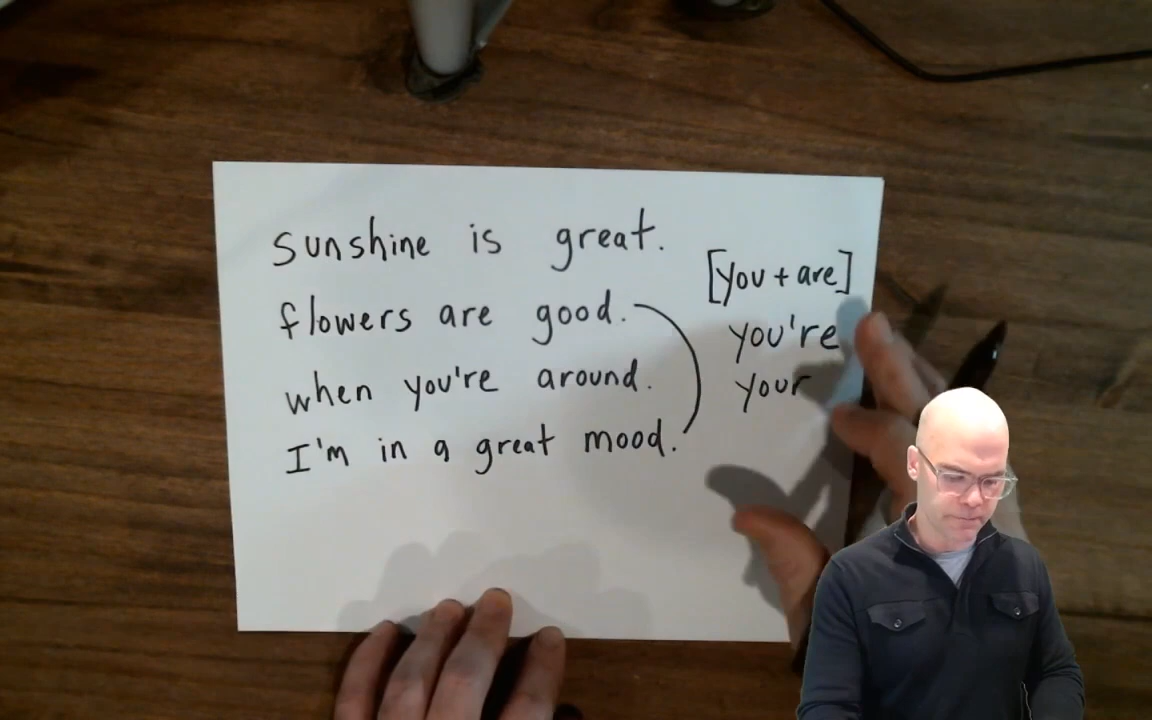 sunshine is great.
flowers are good.
when you're around.
I'm in a great mood.
[you + are]
you're
your